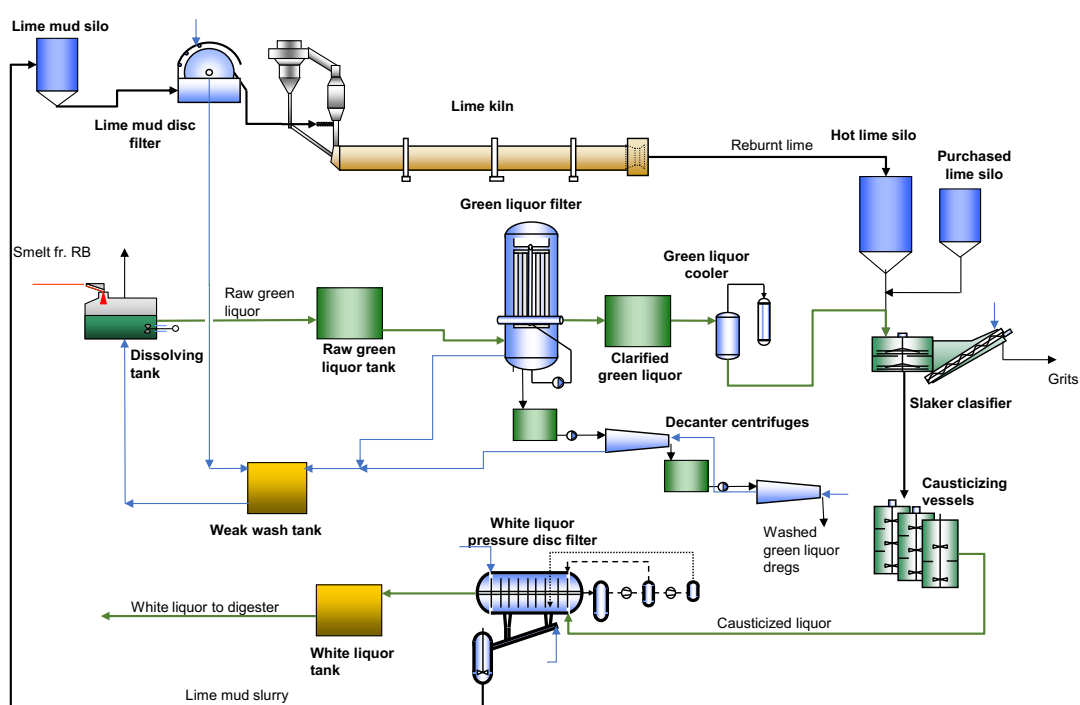 Lime mud silo
Lime mud disc
filter
Lime kiln
Reburnt lime
Hot lime silo
Purchased
lime silo
Green liquor filter
Smelt fr. RB
Raw green
liquor
Dissolving
tank
Raw green
liquor tank
Clarified
green liquor
Green liquor
cooler
Grits
Slaker clasifier
Decanter centrifuges
Weak wash tank
Washed
green liquor
dregs
Causticizing
vessels
White liquor
pressure disc filter
White liquor to digester
White liquor
tank
Causticized liquor
Lime mud slurry